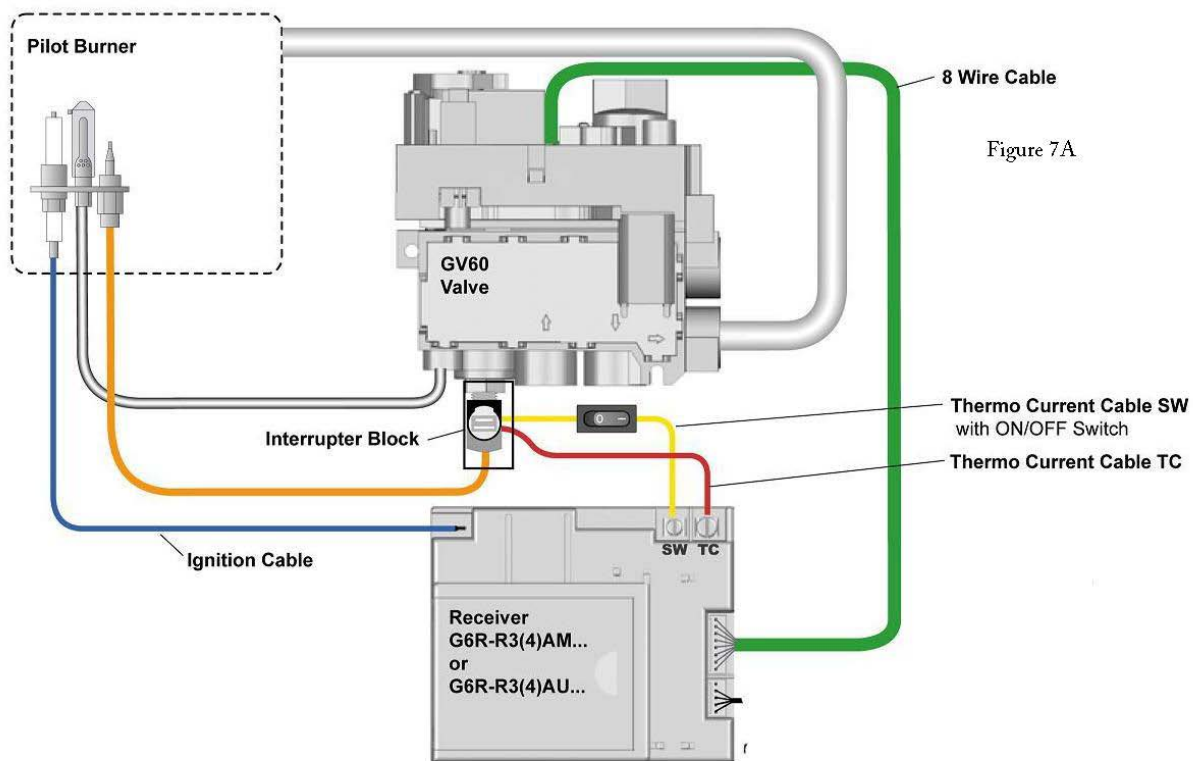 Pilot Burner
8 Wire Cable
Figure 7A
GV60
Valve
0
Thermo Current Cable SW
with ON/OFF Switch
Interrupter Block
Thermo Current Cable TC
SW TC
Ignition Cable
Receiver
G6R-R3(4)AM...
or
G6R-R3(4)AU...